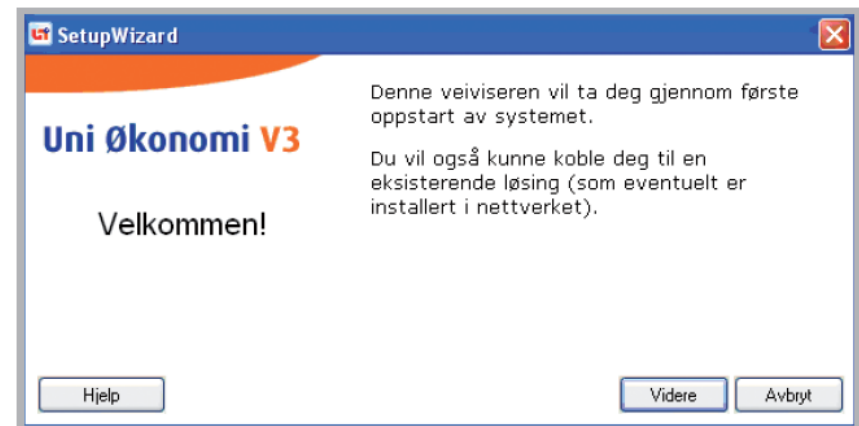 SetupWizard
Denne veiviseren vil ta deg gjennom første
oppstart av systemet.
Uni Økonomi V3
Du vil også kunne koble deg til en
eksisterende løsing (som eventuelt er
installert i nettverket).
Velkommen!
Hjelp
Videre
Avbryt